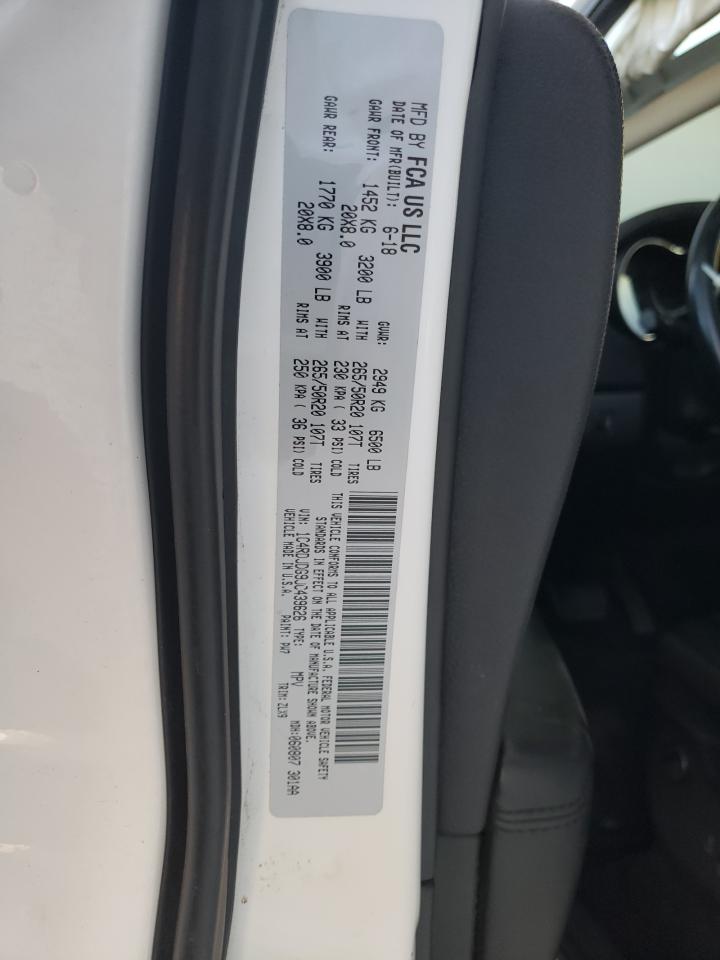 MFD BY FCA US LLC
DATE OF MFR(BUILT): 6-18 GVWR: 2949 KG 6500 LB
GAWR FRONT: 1452 KG 3200 LB WITH 265/50R20 107T TIRES
20X8.0 RIMS AT 230 KPA ( 33 PSI) COLD
GAWR REAR: 1770 KG 3900 LB WITH 265/50R20 107T TIRES
20X8.0 RIMS AT 250 KPA ( 36 PSI) COLD
THIS VEHICLE CONFORMS TO ALL APPLICABLE U.S.A. FEDERAL MOTOR VEHICLE SAFETY
STANDARDS IN EFFECT ON THE DATE OF MANUFACTURE SHOWN ABOVE.
VIN: 1C4RDJDG9JC439626 TYPE: MPV MDH:060807 301AA
VEHICLE MADE IN U.S.A. PAINT: PW7 TRIM: ZLX9